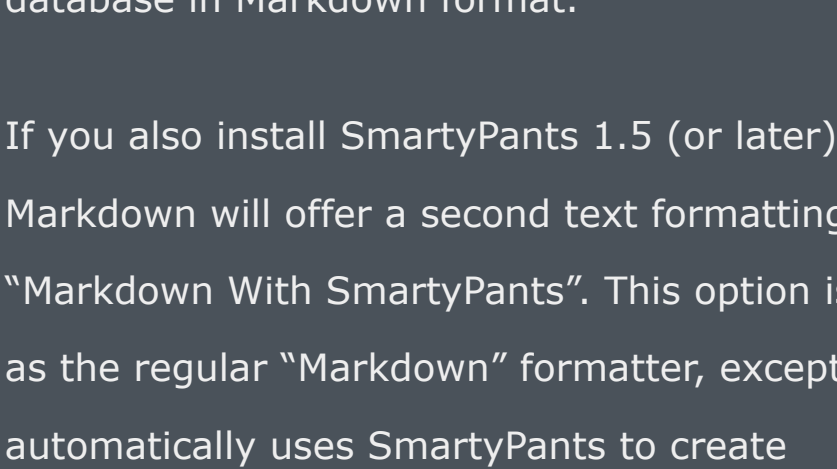 database in Markdown format.
If you also install SmartyPants 1.5 (or later)
Markdown will offer a second text formatting
“Markdown With SmartyPants”. This option is
as the regular “Markdown” formatter, except
automatically uses SmartyPants to create